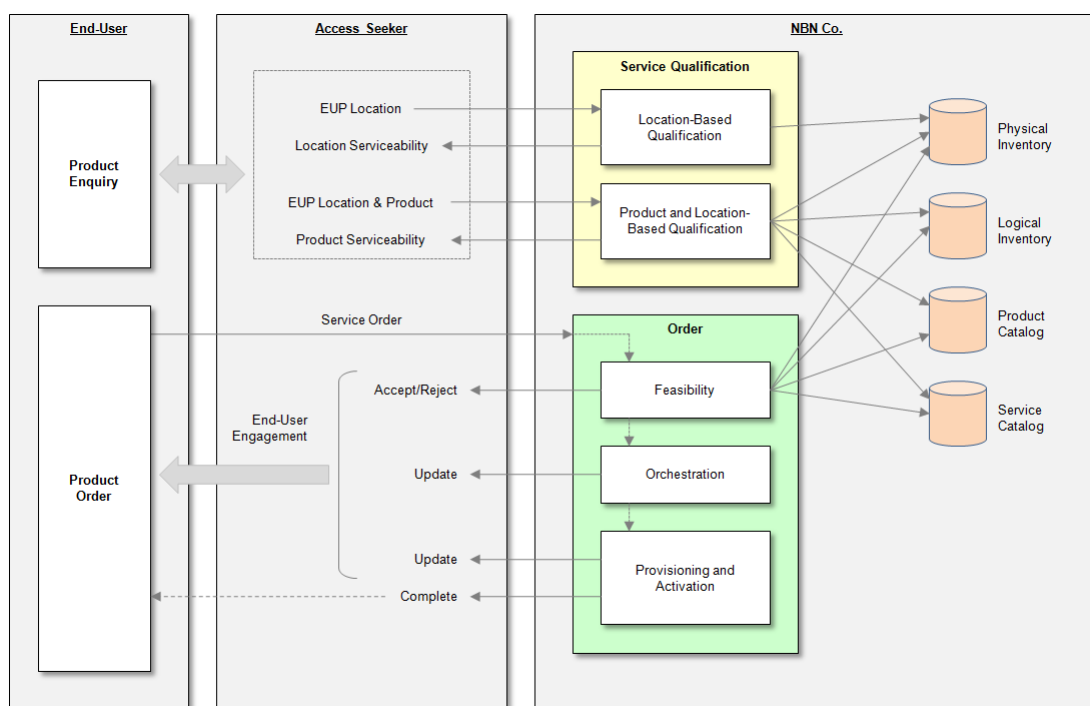 End-User
Access Seeker
NBN Co.
Service Qualification
Product
Enquiry
EUP Location
Location Serviceability
EUP Location & Product
Product Serviceability
Location-Based
Qualification
Product and Location-
Based Qualification
Physical
Inventory
Logical
Inventory
Product
Catalog
Service
Catalog
Service Order
Order
Product
Order
End-User
Engagement
Accept/Reject
Feasibility
Update
Orchestration
Update
Provisioning and
Activation
Complete